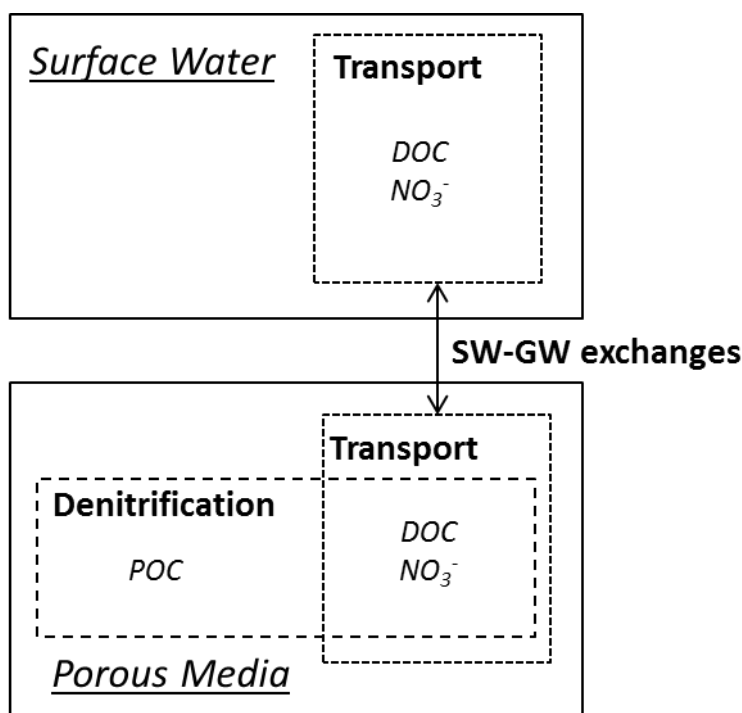 Surface Water
Transport
DOC
NO₃⁻
SW-GW exchanges
Transport
Denitrification
DOC
POC
NO₃⁻
Porous Media